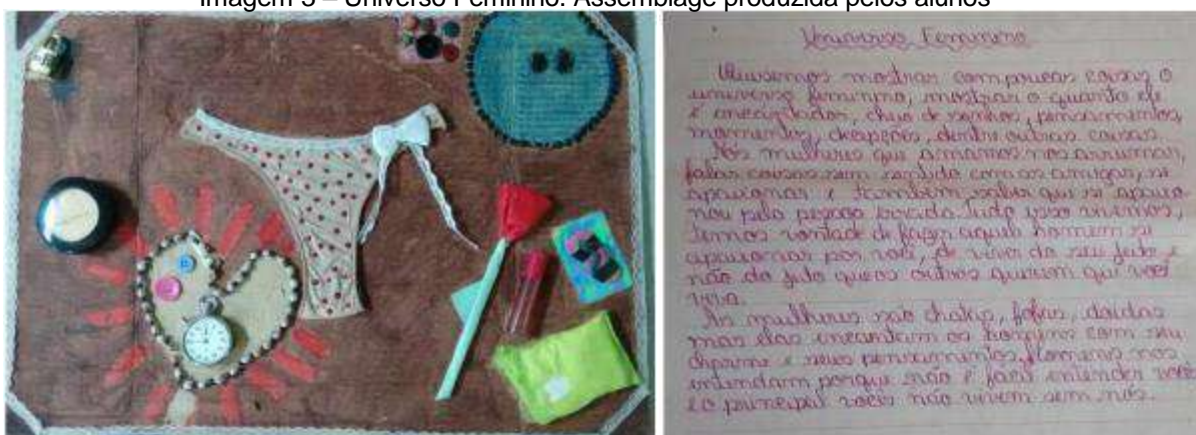 Imagem 3 – Universo Feminino. Assemblage produzida pelos alunos
Universo Feminino
Quisemos mostrar com poucas coisas o
universo feminino, mostrar o quanto ele
é encantador, cheio de sonhos, pensamentos,
momentos, decepções, dentre outras coisas.
Nós mulheres que amamos nos arrumar,
falar coisas sem sentido com as amigas, se
apaixonar e também saber que se apaixo
nou pela pessoa errada. Tudo isso vivemos,
temos vontade de fazer aquele homem se
apaixonar por nós, de viver do seu jeito e
não do jeito que os outros querem que você
viva.
As mulheres são chatas, fofas, doidas
mas elas encantam os homens com seu
charme e seus pensamentos, Homens nos
entendam porque não é fácil entender você
e o principal vocês não vivem sem nós.